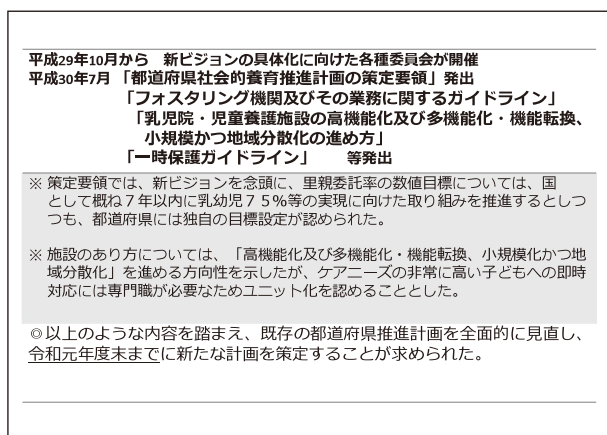 平成29年10月から　新ビジョンの具体化に向けた各種委員会が開催
平成30年7月「都道府県社会的養育推進計画の策定要領」発出
「フォスタリング機関及びその業務に関するガイドライン」
「乳児院・児童養護施設の高機能化及び多機能化・機能転換、
小規模かつ地域分散化の進め方」
「一時保護ガイドライン」　　等発出
※ 策定要領では、新ビジョンを念頭に、里親委託率の数値目標については、国
として概ね７年以内に乳幼児７５%等の実現に向けた取り組みを推進するとしつ
つも、都道府県には独自の目標設定が認められた。
※ 施設のあり方については、「高機能化及び多機能化・機能転換、小規模化かつ地
域分散化」を進める方向性を示したが、ケアニーズの非常に高い子どもへの即時
対応には専門職が必要なためユニット化を認めることとした。
◎以上のような内容を踏まえ、既存の都道府県推進計画を全面的に見直し、
令和元年度末までに新たな計画を策定することが求められた。